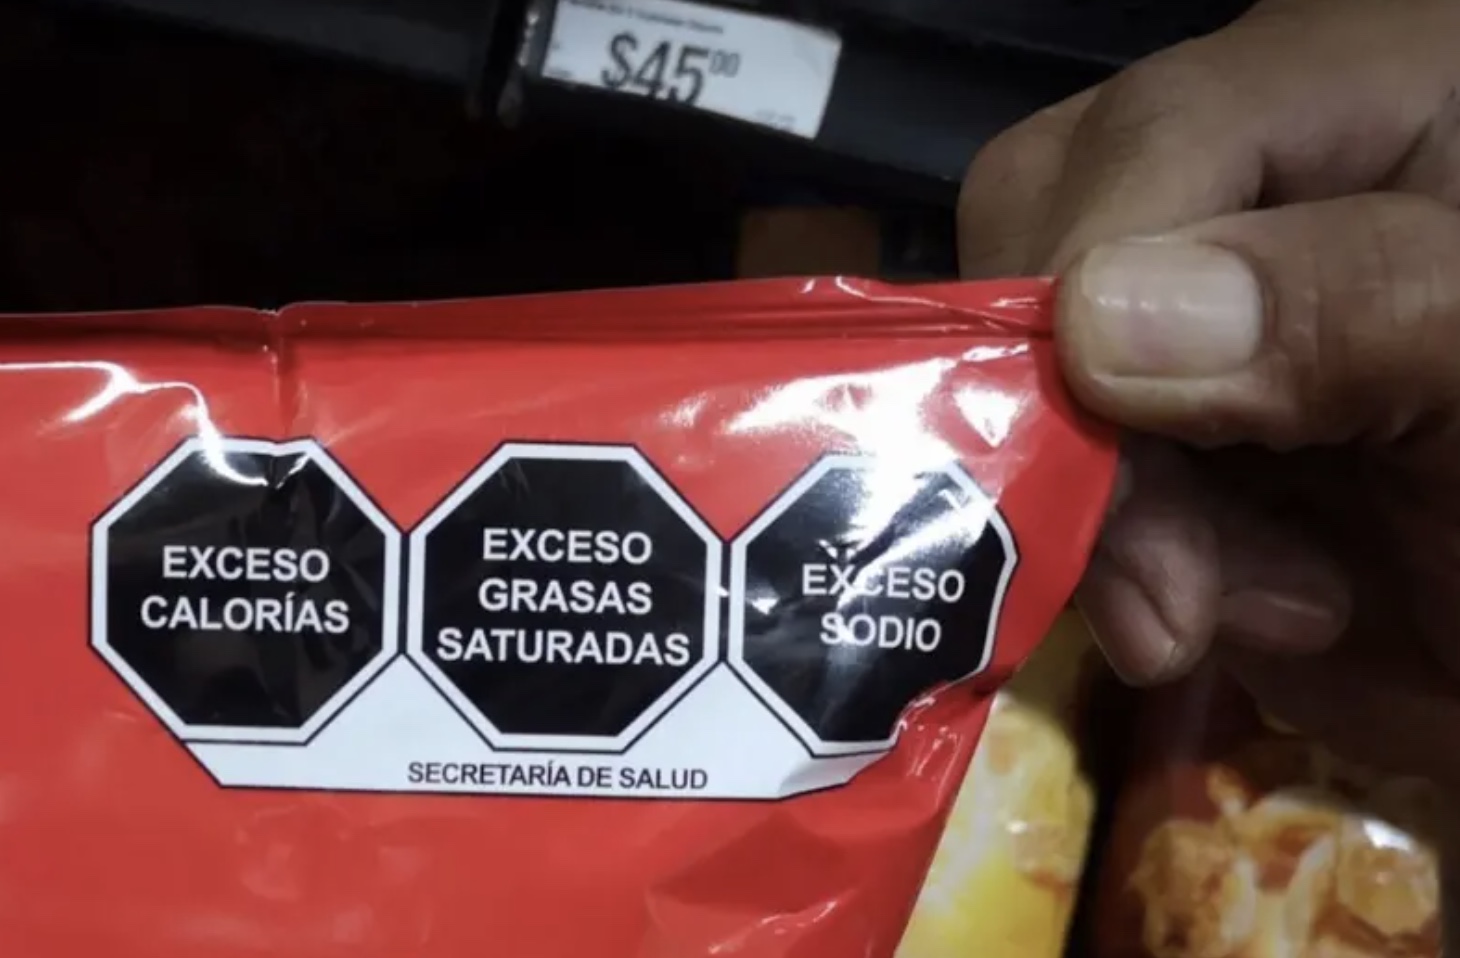 $45.00
EXCESO
CALORÍAS
EXCESO
GRASAS
SATURADAS
EXCESO
SODIO
SECRETARÍA DE SALUD